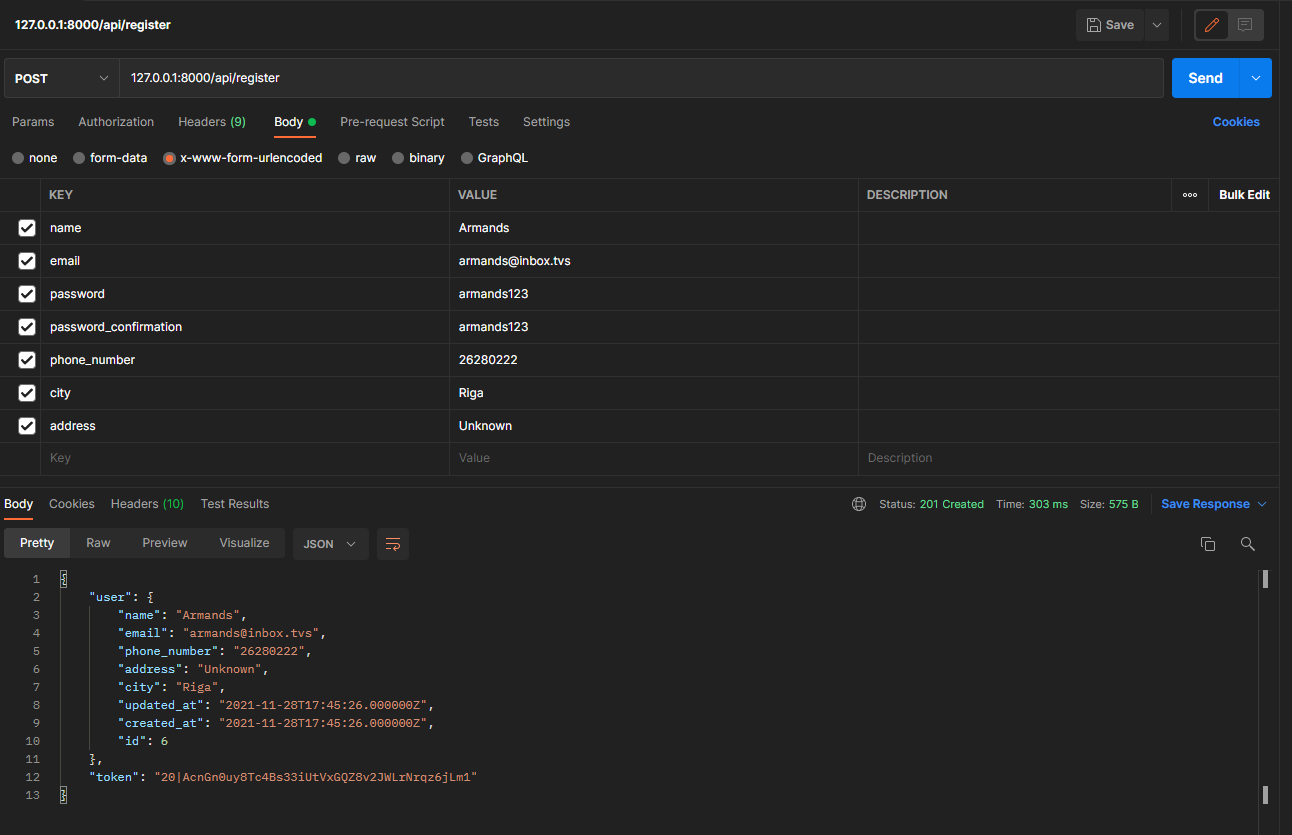 127.0.0.1:8000/api/register Save
POST 127.0.0.1:8000/api/register Send
Params Authorization Headers (9) Body Pre-request Script Tests Settings Cookies
none form-data x-www-form-urlencoded raw binary GraphQL
KEY VALUE DESCRIPTION Bulk Edit
name Armands
email armands@inbox.tvs
password armands123
password_confirmation armands123
phone_number 26280222
city Riga
address Unknown
Key Value Description
Body Cookies Headers (10) Test Results Status: 201 Created Time: 303 ms Size: 575 B Save Response
Pretty Raw Preview Visualize JSON
1 {
2 "user": {
3 "name": "Armands",
4 "email": "armands@inbox.tvs",
5 "phone_number": "26280222",
6 "address": "Unknown",
7 "city": "Riga",
8 "updated_at": "2021-11-28T17:45:26.000000Z",
9 "created_at": "2021-11-28T17:45:26.000000Z",
10 "id": 6
11 },
12 "token": "20|AcnGn0uy8Tc4Bs33iUtVxGQZ8v2JWLrNrqz6jLm1"
13 }